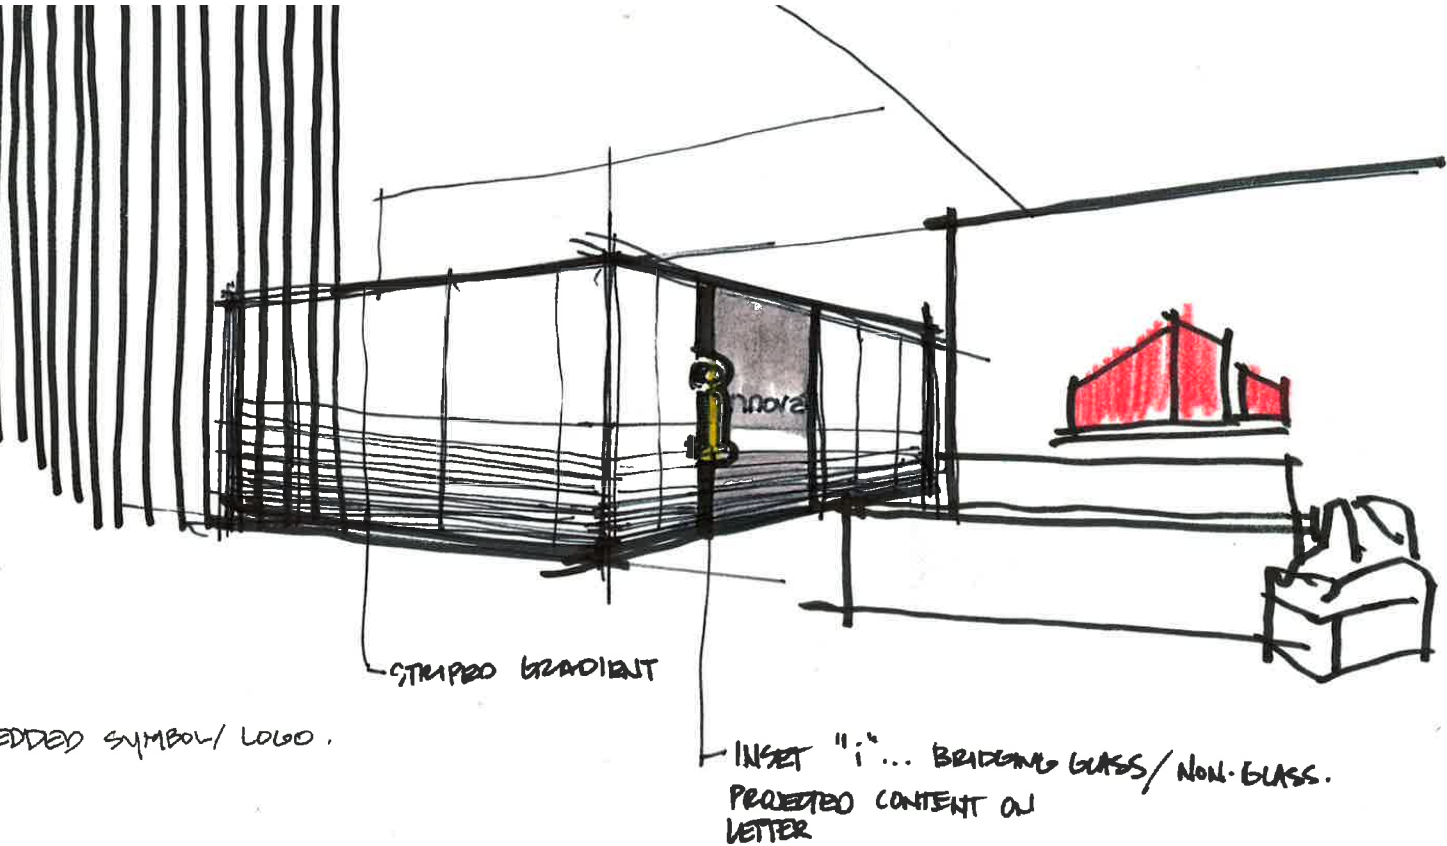 innova
STRIPED GRADIENT
EDDED SYMBOL/ LOGO.
INSET "i"... BRIDGING GLASS/NON-GLASS.
PROJECTED CONTENT ON
LETTER